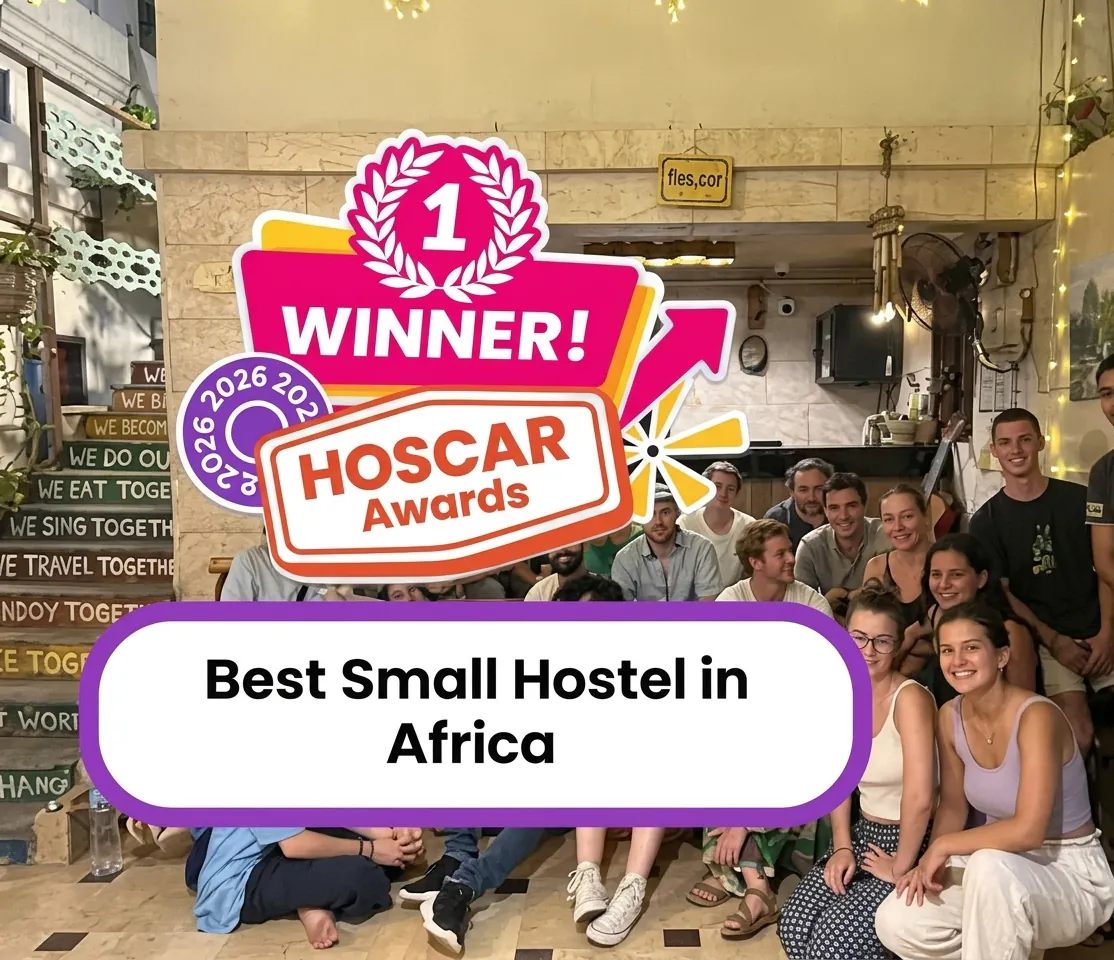 fles,cor
1
WINNER!
2026 2026 202
HOSCAR
Awards
WE
WE BECOM
WE DO OU
WE EAT TOGE
WE SING TOGETH
WE TRAVEL TOGETHE
NDOY TOGET
E TOGE
T WORT
HANG
Best Small Hostel in
Africa